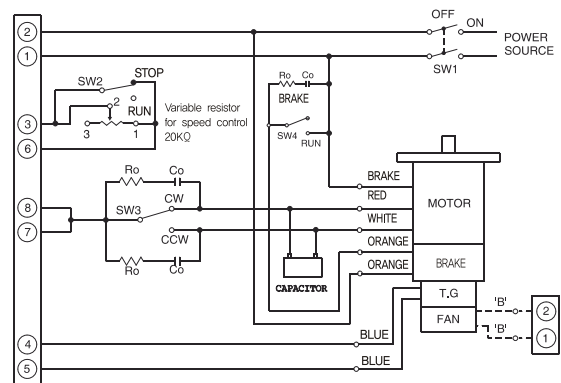 OFF
ON
POWER
SOURCE
SW1
2
1
STOP
SW2
2
RUN
3
1
3
6
Variable resistor
for speed control
20KΩ
Ro Co
BRAKE
SW4
RUN
Ro Co
CW
SW3
CCW
Ro Co
8
7
CAPACITOR
BRAKE
RED
WHITE
ORANGE
ORANGE
MOTOR
BRAKE
T.G
FAN
'B'
'B'
2
1
BLUE
BLUE
4
5